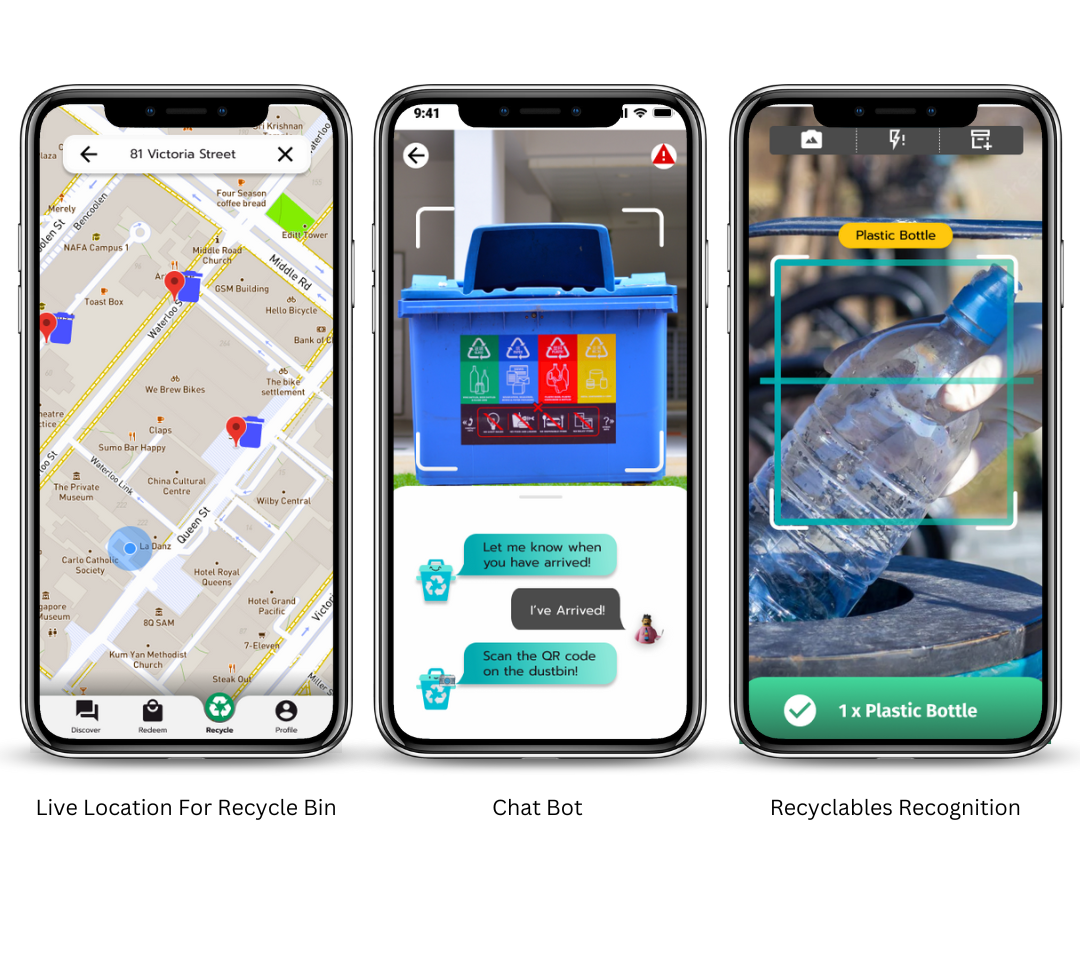 81 Victoria Street
Sri Krishnan
Waterloo
laza
Four Season
coffee bread
Merely
Bencoolen
olen St
Editt Tower
NAFA Campus 1
Middle Road
Church
Middle Rd
GSM Building
Toast Box
Hello Bicycle
Waterloo S
Bank of C
We Brew Bikes
The bike
settlement
heatre
ctice
Claps
Sumo Bar Happy
oo St
Waterloo Link
The Private
Museum
China Cultural
Centre
Wilby Central
Queen St
La Danz
Carlo Catholic
Society
Hotel Royal
Queens
gapore
Museum
Hotel Grand
Pacific
Victori
8Q SAM
7-Eleven
Kum Yan Methodist
Church
Steak Out
Miller S
Discover
Redeem
Recycle
Profile
9:41
Let me know when
you have arrived!
I've Arrived!
Scan the QR code
on the dustbin!
Plastic Bottle
1 x Plastic Bottle
Live Location For Recycle Bin
Chat Bot
Recyclables Recognition